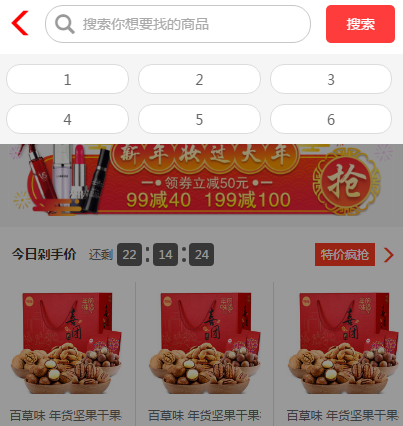 搜索你想要找的商品 搜索
1 2 3
4 5 6
新年妆过大年
领券立减50元
99减40 199减100
抢
今日剁手价 还剩 22 : 14 : 24 特价疯抢
百草味 年货坚果干果 百草味 年货坚果干果 百草味 年货坚果干果